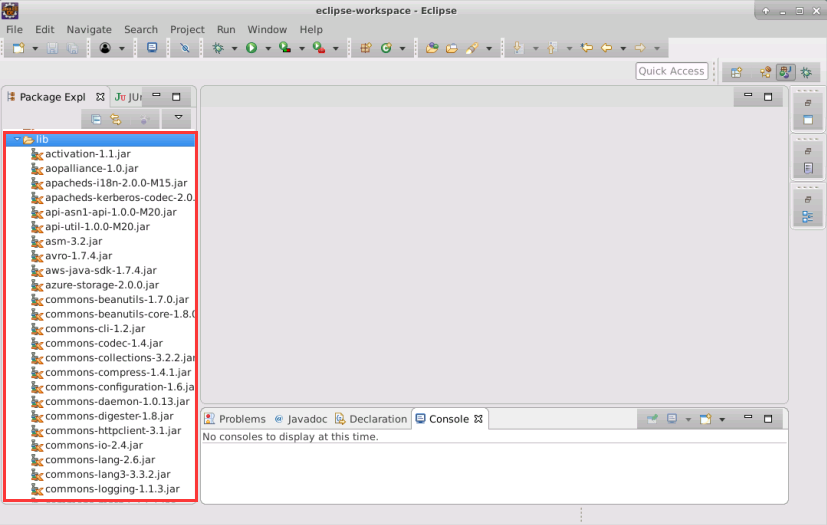 eclipse-workspace - Eclipse
File Edit Navigate Search Project Run Window Help
Quick Access
Package Expl
Ju JUn
lib
activation-1.1.jar
aopalliance-1.0.jar
apacheds-i18n-2.0.0-M15.jar
apacheds-kerberos-codec-2.0.
api-asn1-api-1.0.0-M20.jar
api-util-1.0.0-M20.jar
asm-3.2.jar
avro-1.7.4.jar
aws-java-sdk-1.7.4.jar
azure-storage-2.0.0.jar
commons-beanutils-1.7.0.jar
commons-beanutils-core-1.8.0
commons-cli-1.2.jar
commons-codec-1.4.jar
commons-collections-3.2.2.jar
commons-compress-1.4.1.jar
commons-configuration-1.6.ja
commons-daemon-1.0.13.jar
commons-digester-1.8.jar
commons-httpclient-3.1.jar
commons-io-2.4.jar
commons-lang-2.6.jar
commons-lang3-3.3.2.jar
commons-logging-1.1.3.jar
Problems @ Javadoc Declaration Console
No consoles to display at this time.